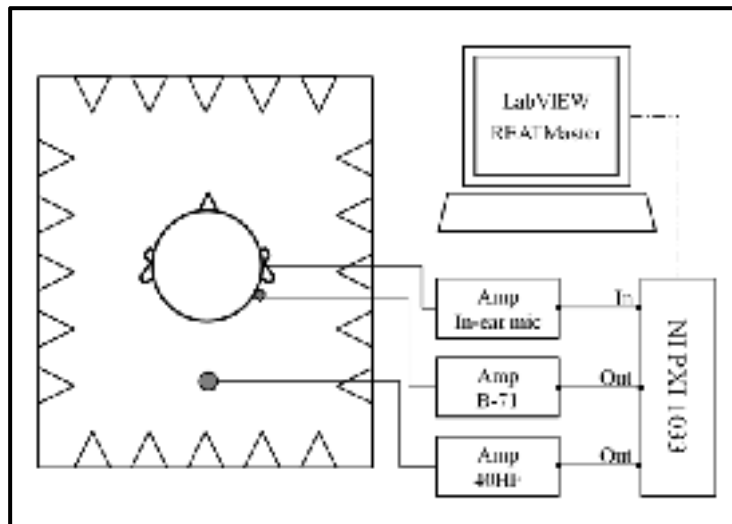 LabVIEW
REATMaster
Amp
In-ear mic
In
Amp
B-71
Out
Amp
40HF
Out
NI PXI 1033